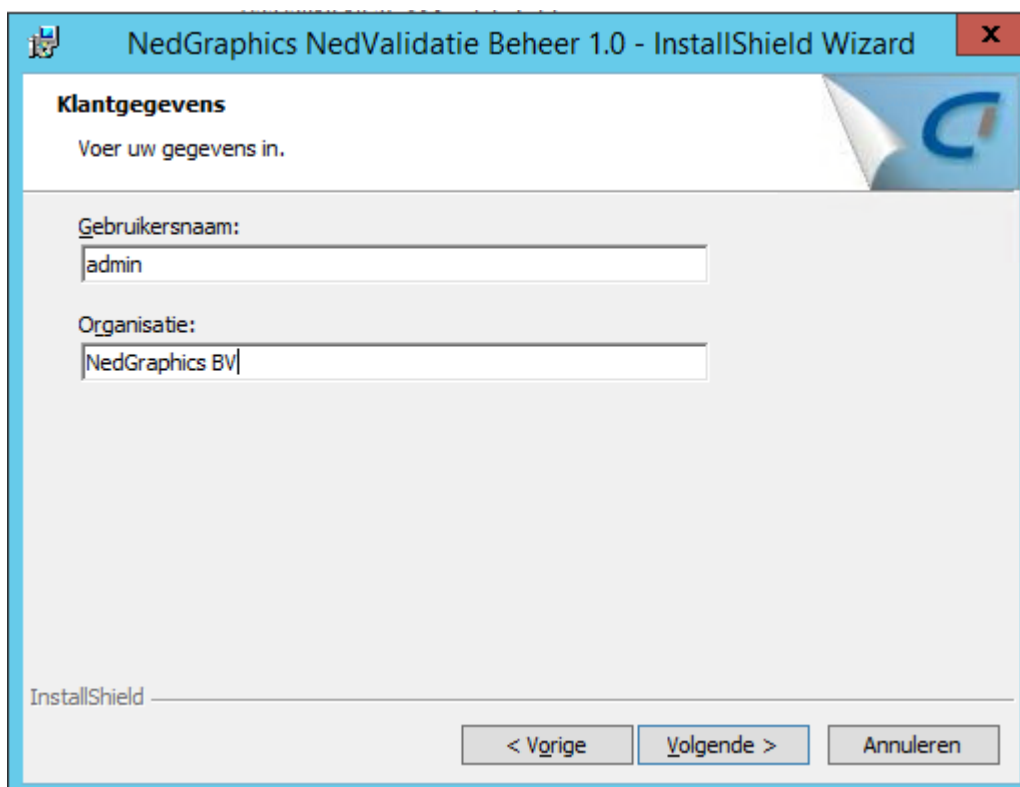 NedGraphics NedValidatie Beheer 1.0 - InstallShield Wizard
x
Klantgegevens
Voer uw gegevens in.
Gebruikersnaam:
admin
Organisatie:
NedGraphics BV
InstallShield
< Vorige
Volgende >
Annuleren